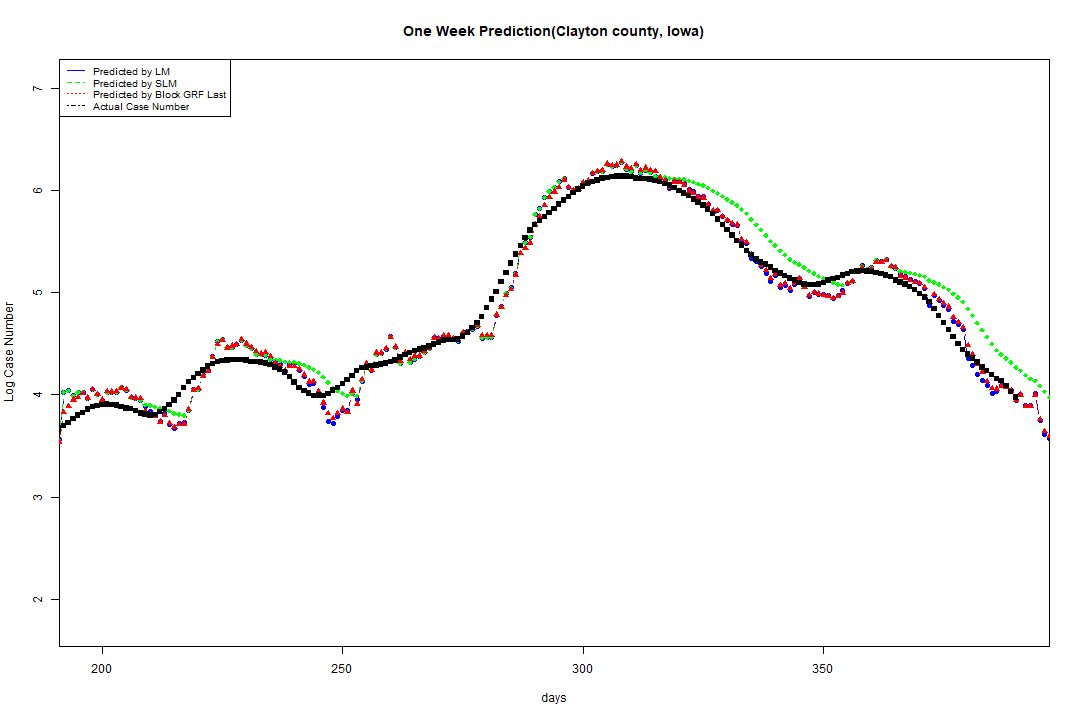 One Week Prediction(Clayton county, Iowa)
Predicted by LM
Predicted by SLM
Predicted by Block GRF Last
Actual Case Number
7
6
5
4
3
2
Log Case Number
200 250 300 350
days